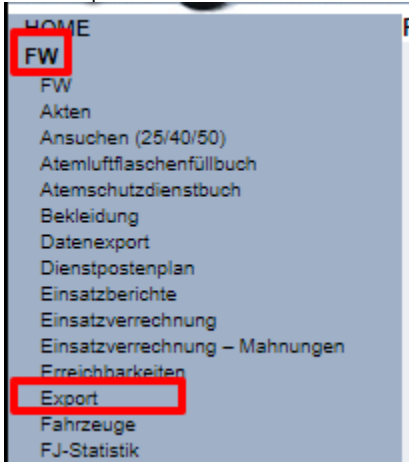 HOME
FW
FW
Akten
Ansuchen (25/40/50)
Atemluftflaschenfüllbuch
Atemschutzdienstbuch
Bekleidung
Datenexport
Dienstpostenplan
Einsatzberichte
Einsatzverrechnung
Einsatzverrechnung – Mahnungen
Erreichbarkeiten
Export
Fahrzeuge
FJ-Statistik